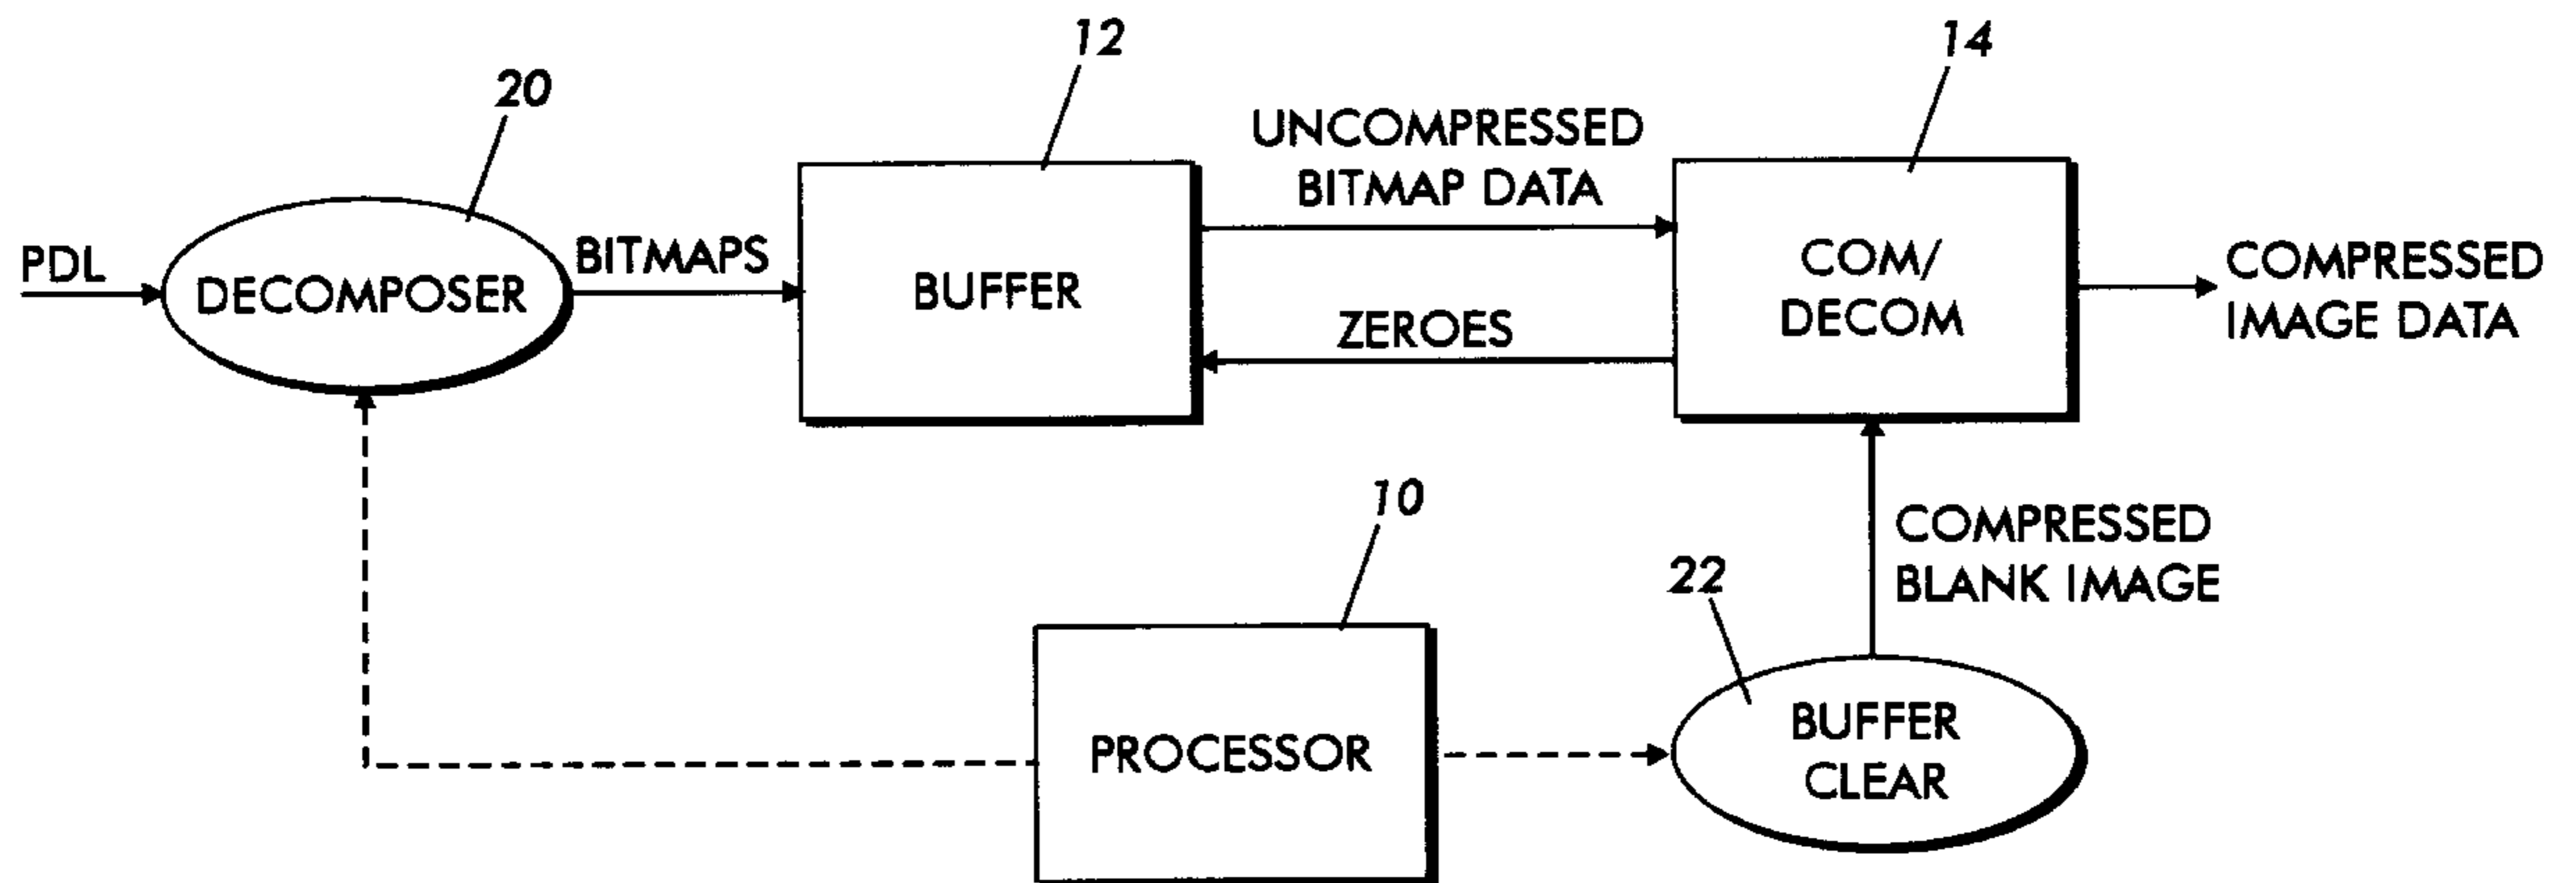 12
14
20
UNCOMPRESSED
BITMAP DATA
PDL
DECOMPOSER
BITMAPS
BUFFER
COM/
DECOM
COMPRESSED
IMAGE DATA
ZEROES
10
COMPRESSED
BLANK IMAGE
22
PROCESSOR
BUFFER
CLEAR